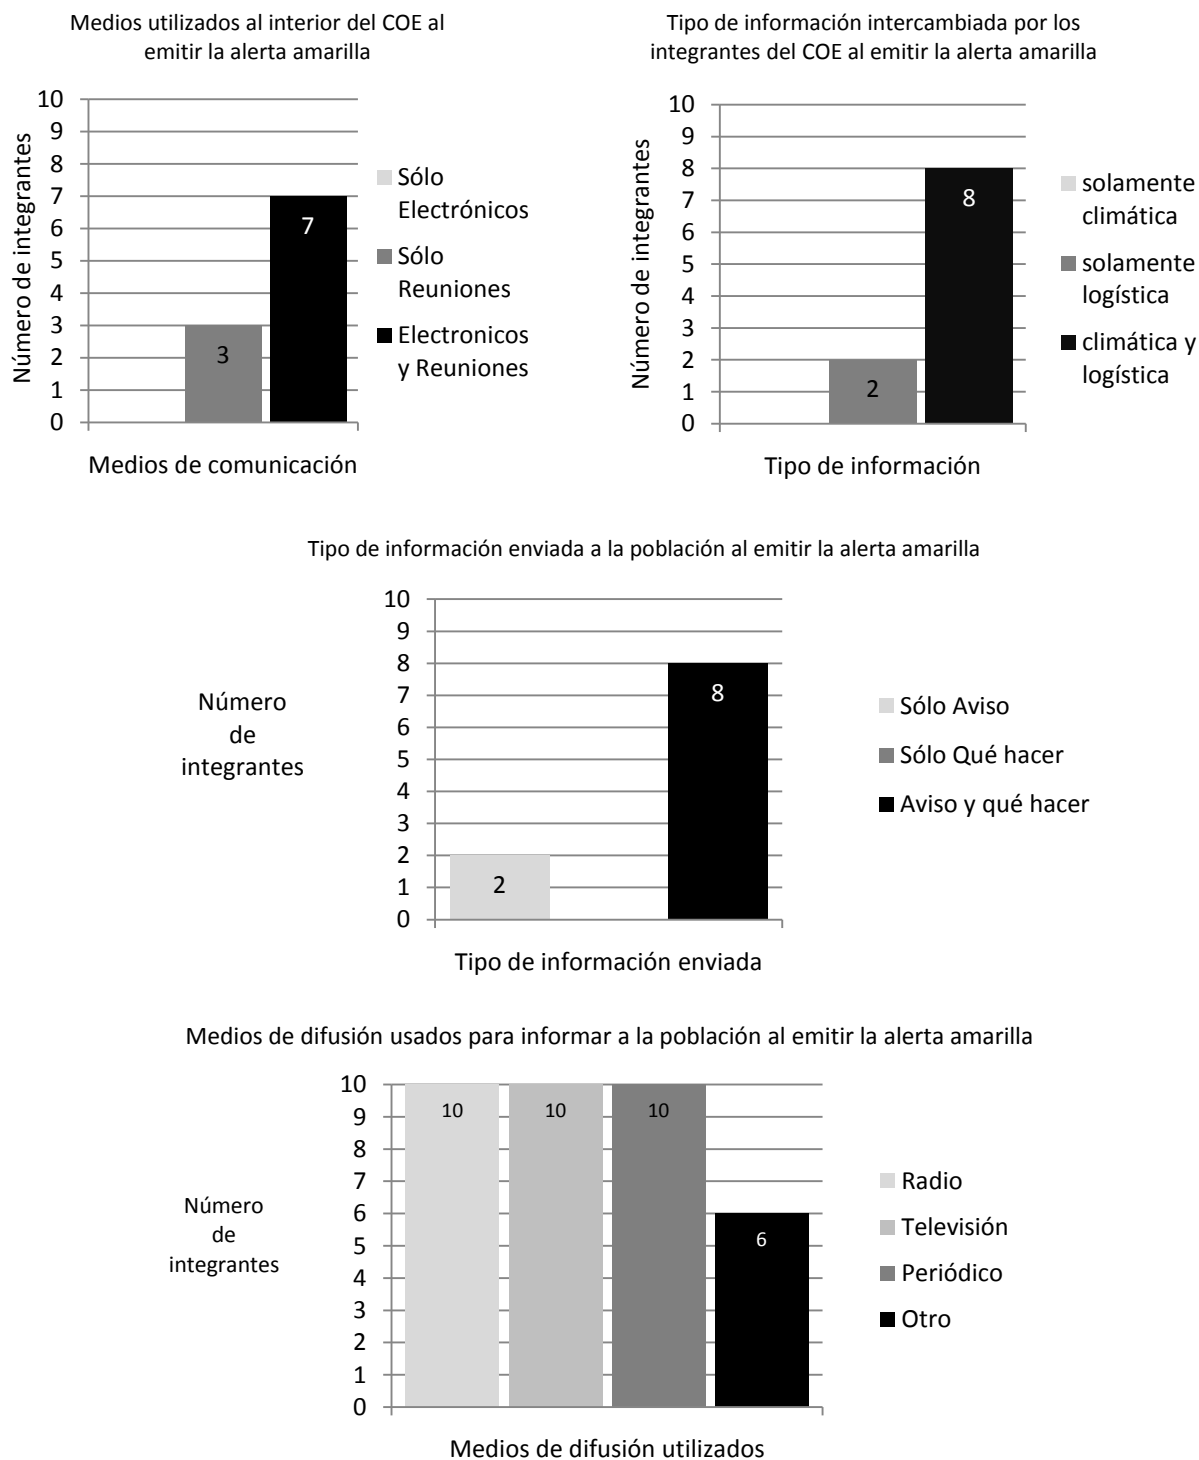 Medios utilizados al interior del COE al
emitir la alerta amarilla
10
9
8
7
6
5
4
3
2
1
0
Número de integrantes
3
7
Medios de comunicación
Sólo
Electrónicos
Sólo
Reuniones
Electronicos
y Reuniones
Tipo de información intercambiada por los
integrantes del COE al emitir la alerta amarilla
10
9
8
7
6
5
4
3
2
1
0
Número de integrantes
2
8
Tipo de información
solamente
climática
solamente
logística
climática y
logística
Tipo de información enviada a la población al emitir la alerta amarilla
10
9
8
7
6
5
4
3
2
1
0
Número
de
integrantes
2
8
Tipo de información enviada
Sólo Aviso
Sólo Qué hacer
Aviso y qué hacer
Medios de difusión usados para informar a la población al emitir la alerta amarilla
10
9
8
7
6
5
4
3
2
1
0
Número
de
integrantes
10
10
10
6
Medios de difusión utilizados
Radio
Televisión
Periódico
Otro